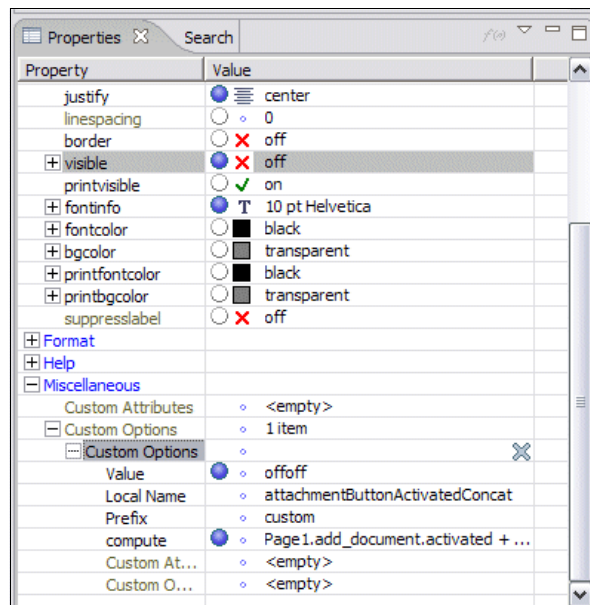 Properties Search f(x)
Property Value
justify center
linespacing 0
border off
visible off
printvisible on
fontinfo T 10 pt Helvetica
fontcolor black
bgcolor transparent
printfontcolor black
printbgcolor transparent
suppresslabel off
Format
Help
Miscellaneous
Custom Attributes <empty>
Custom Options 1 item
Custom Options
Value offoff
Local Name attachmentButtonActivatedConcat
Prefix custom
compute Page1.add_document.activated + ...
Custom At... <empty>
Custom O... <empty>